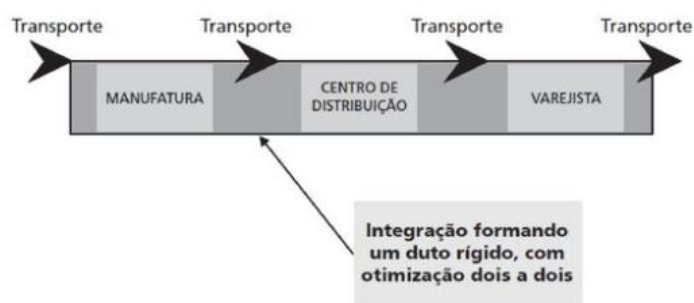 Transporte Transporte Transporte Transporte
MANUFATURA
CENTRO DE
DISTRIBUIÇÃO
VAREJISTA
Integração formando
um duto rígido, com
otimização dois a dois